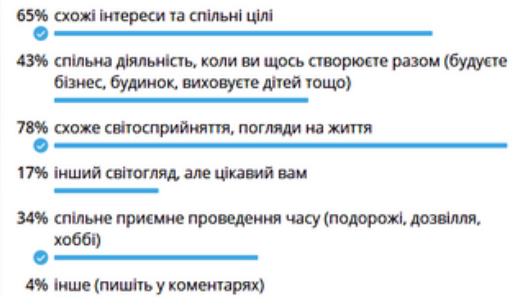 65% схожі інтереси та спільні цілі
43% спільна діяльність, коли ви щось створюєте разом (будуєте
бізнес, будинок, виховуєте дітей тощо)
78% схоже світосприйняття, погляди на життя
17% інший світогляд, але цікавий вам
34% спільне приємне проведення часу (подорожі, дозвілля,
хоббі)
4% інше (пишіть у коментарях)